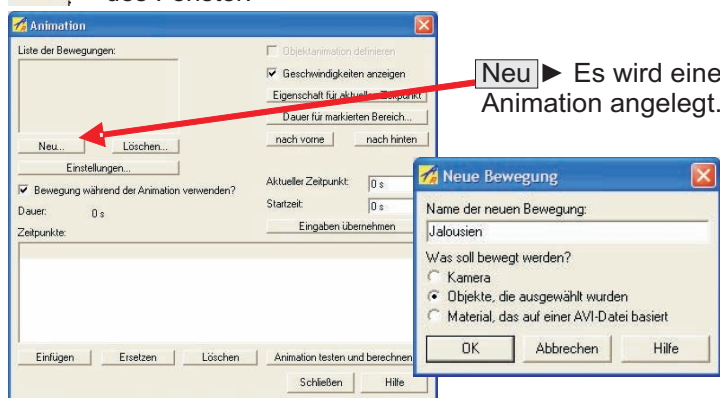 Animation
Liste der Bewegungen:
Objektanimation definieren
Geschwindigkeiten anzeigen
Eigenschaft für aktuellen Zeitpunkt
Dauer für markierten Bereich...
nach vorne
nach hinten
Neu...
Löschen...
Einstellungen...
Bewegung während der Animation verwenden?
Dauer:
0 s
Zeitpunkte:
Aktueller Zeitpunkt:
0 s
Startzeit:
0 s
Eingaben übernehmen
Einfügen
Ersetzen
Löschen
Animation testen und berechnen
Schließen
Hilfe
Neu ► Es wird eine
Animation angelegt.
Neue Bewegung
Name der neuen Bewegung:
Jalousien
Was soll bewegt werden?
Kamera
Objekte, die ausgewählt wurden
Material, das auf einer AVI-Datei basiert
OK
Abbrechen
Hilfe